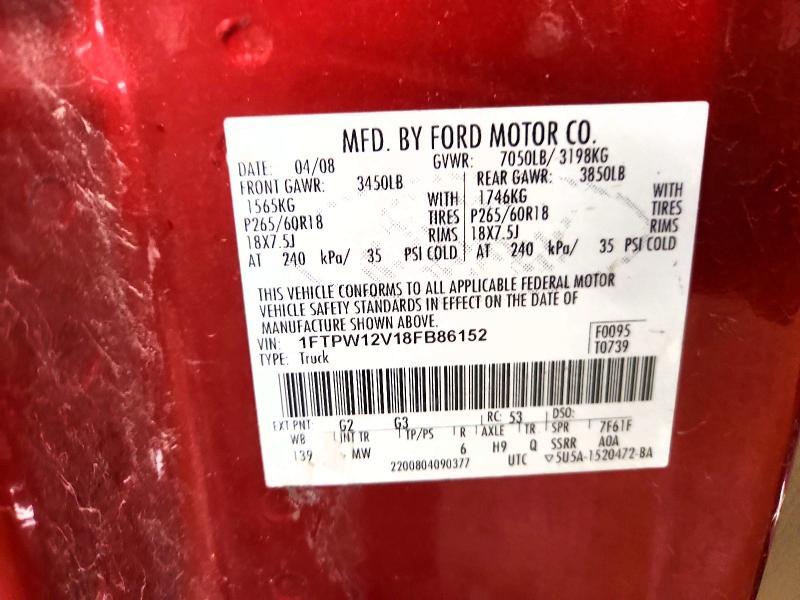 MFD. BY FORD MOTOR CO.
DATE: 04/08 GVWR: 7050LB/ 3198KG
FRONT GAWR: 3450LB REAR GAWR: 3850LB
1565KG WITH 1746KG WITH
P265/60R18 TIRES P265/60R18 TIRES
18X7.5J RIMS 18X7.5J RIMS
AT 240 kPa/ 35 PSI COLD AT 240 kPa/ 35 PSI COLD
THIS VEHICLE CONFORMS TO ALL APPLICABLE FEDERAL MOTOR
VEHICLE SAFETY STANDARDS IN EFFECT ON THE DATE OF
MANUFACTURE SHOWN ABOVE.
VIN: 1FTPW12V18FB86152 F0095
TYPE: Truck T0739
EXT PNT: G2 G3 RC: 53 DSO:
WB INT TR TP/PS R AXLE TR SPR 7F61F
139 MW 6 H9 Q SSRR A0A
2200804090377 UTC ▽5U5A-1520472-BA